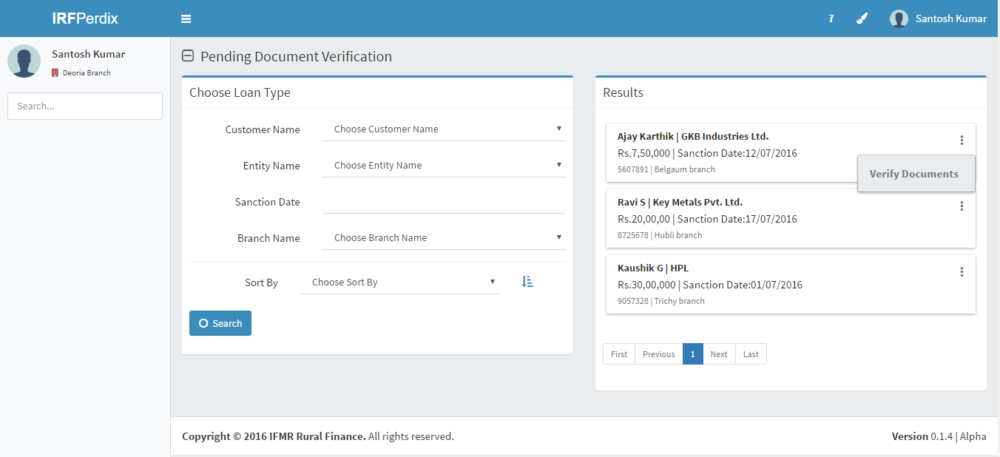 IRFPerdix
?
Santosh Kumar
Santosh Kumar
Deoria Branch
Search...
Pending Document Verification
Choose Loan Type
Customer Name
Choose Customer Name
Entity Name
Choose Entity Name
Sanction Date
Branch Name
Choose Branch Name
Sort By
Choose Sort By
Search
Results
Ajay Karthik | GKB Industries Ltd.
Rs.7,50,000 | Sanction Date:12/07/2016
5607891 | Belgaum branch
Verify Documents
Ravi S | Key Metals Pvt. Ltd.
Rs.20,00,00 | Sanction Date:17/07/2016
8725678 | Hubli branch
Kaushik G | HPL
Rs.30,00,000 | Sanction Date:01/07/2016
9057328 | Trichy branch
First Previous 1 Next Last
Copyright © 2016 IFMR Rural Finance. All rights reserved.
Version 0.1.4 | Alpha